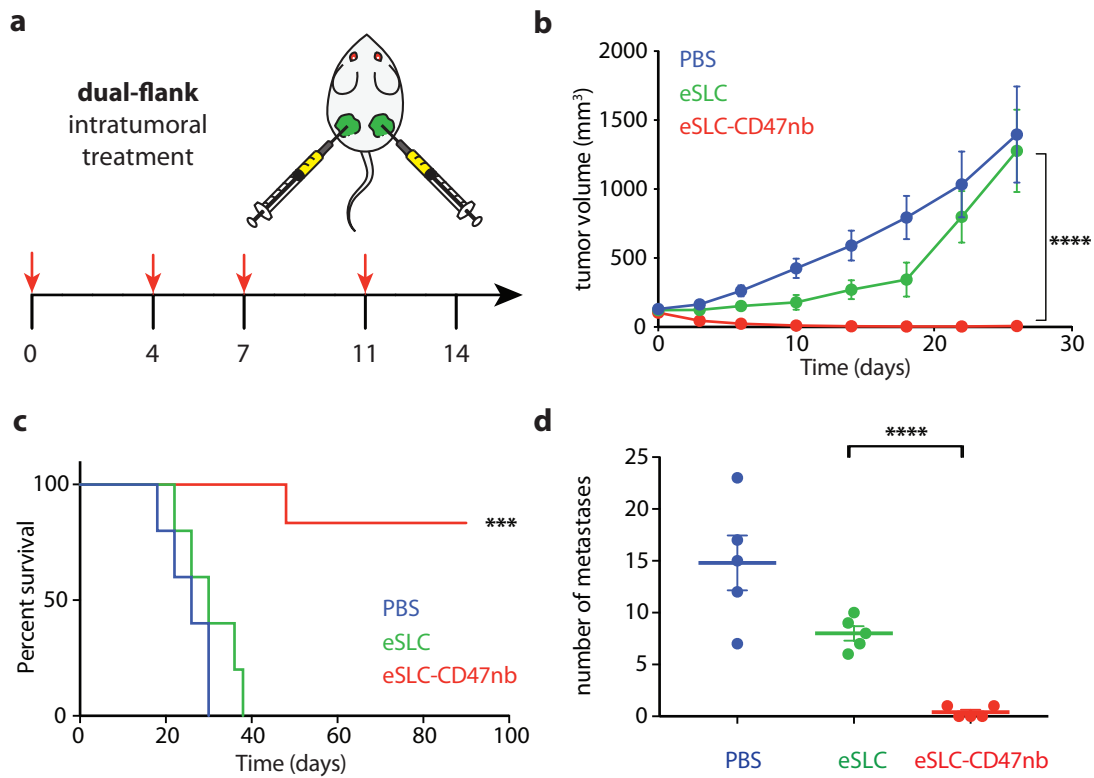 a
dual-flank
intratumoral
treatment
0 4 7 11 14
b
2000
1500
1000
500
0
tumor volume (mm³)
PBS
eSLC
eSLC-CD47nb
****
0 10 20 30
Time (days)
c
100
50
0
Percent survival
***
PBS
eSLC
eSLC-CD47nb
0 20 40 60 80 100
Time (days)
d
****
25
20
15
10
5
0
number of metastases
PBS eSLC eSLC-CD47nb